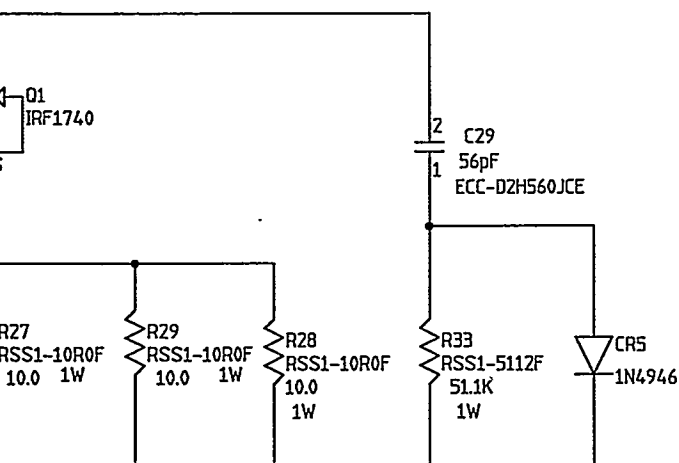 Q1
IRF1740
2
C29
56pF
1
ECC-D2H560JCE
R27
RSS1-10R0F
10.0 1W
R29
RSS1-10R0F
10.0 1W
R28
RSS1-10R0F
10.0
1W
R33
RSS1-5112F
51.1K
1W
CR5
1N4946